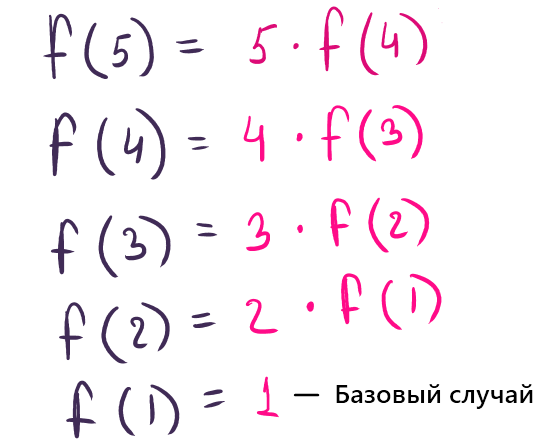 f(5) = 5 · f(4)
f(4) = 4 · f(3)
f(3) = 3 · f(2)
f(2) = 2 · f(1)
f(1) = 1 — Базовый случай